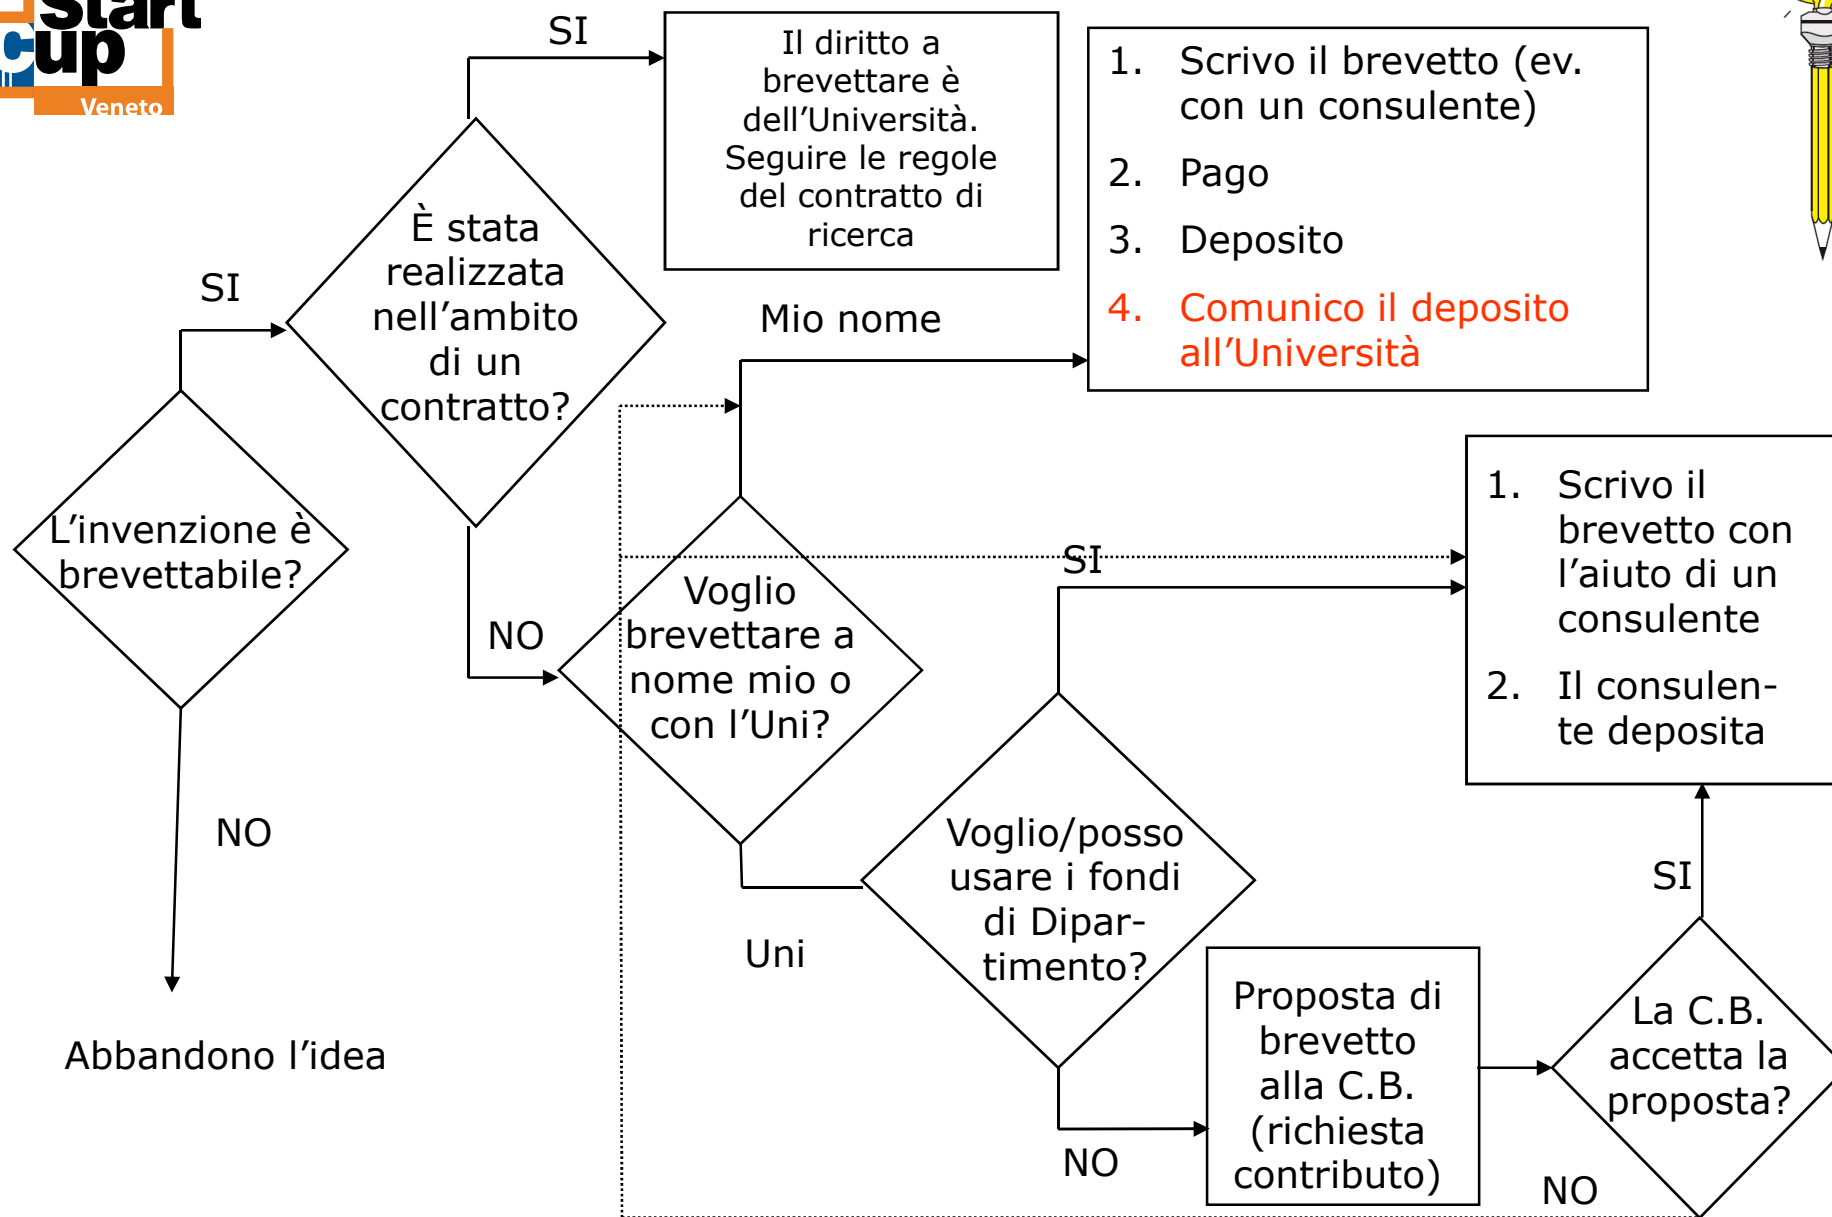 Start
Cup
Veneto
SI
Il diritto a
brevettare è
dell’Università.
Seguire le regole
del contratto di
ricerca
1. Scrivo il brevetto (ev.
con un consulente)
2. Pago
3. Deposito
4. Comunico il deposito
all’Università
È stata
realizzata
nell’ambito
di un
contratto?
SI
Mio nome
L’invenzione è
brevettabile?
NO
Voglio
brevettare a
nome mio o
con l’Uni?
SI
1. Scrivo il
brevetto con
l’aiuto di un
consulente
2. Il consulen-
te deposita
NO
Uni
Voglio/posso
usare i fondi
di Dipar-
timento?
SI
Abbandono l’idea
NO
Proposta di
brevetto
alla C.B.
(richiesta
contributo)
La C.B.
accetta la
proposta?
NO